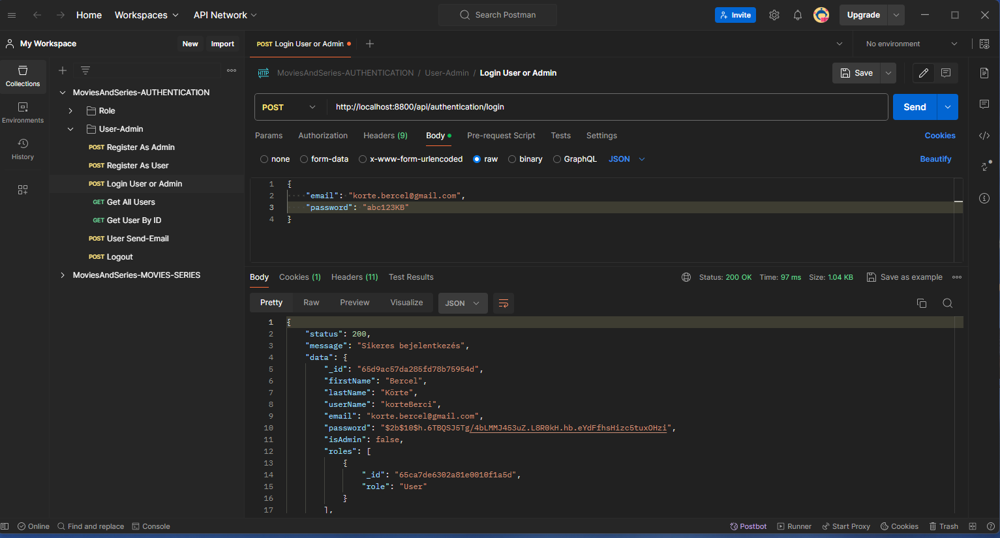 Home Workspaces API Network Search Postman Invite Upgrade
My Workspace New Import POST Login User or Admin No environment
Collections
Environments
History
MoviesAndSeries-AUTHENTICATION
Role
User-Admin
POST Register As Admin
POST Register As User
POST Login User or Admin
GET Get All Users
GET Get User By ID
POST User Send-Email
POST Logout
MoviesAndSeries-MOVIES-SERIES
HTTP MoviesAndSeries-AUTHENTICATION / User-Admin / Login User or Admin Save
POST http://localhost:8800/api/authentication/login Send
Params Authorization Headers (9) Body Pre-request Script Tests Settings Cookies
none form-data x-www-form-urlencoded raw binary GraphQL JSON Beautify
1 {
2 "email": "korte.bercel@gmail.com",
3 "password": "abc123KB"
4 }
Body Cookies (1) Headers (11) Test Results Status: 200 OK Time: 97 ms Size: 1.04 KB Save as example
Pretty Raw Preview Visualize JSON
1 {
2 "status": 200,
3 "message": "Sikeres bejelentkezés",
4 "data": {
5 "_id": "65d9ac57da285fd78b75954d",
6 "firstName": "Bercel",
7 "lastName": "Körte",
8 "userName": "korteBerci",
9 "email": "korte.bercel@gmail.com",
10 "password": "$2b$10$h.6TBQSJ5Tg/4bLMMJ453uZ.L8R0kH.hb.eYdFfhsHizc5tuxOHzi",
11 "isAdmin": false,
12 "roles": [
13 {
14 "_id": "65ca7de6302a81e0010f1a5d",
15 "role": "User"
16 }
17 ],
Online Find and replace Console Postbot Runner Start Proxy Cookies Trash